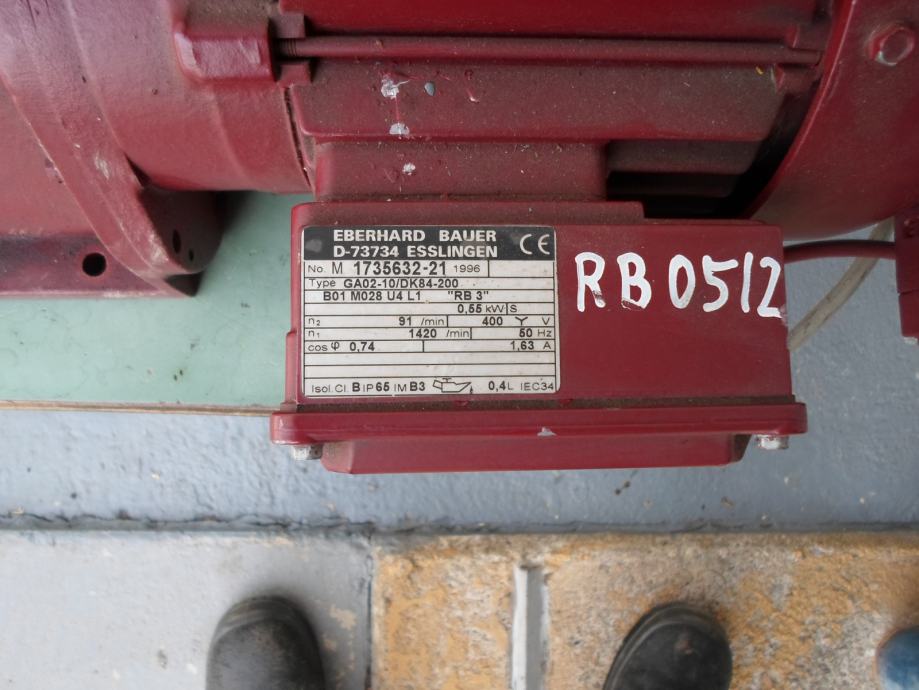 EBERHARD BAUER
D-73734 ESSLINGEN CE
No. M 1735632-21 1996
Type GA02-10/DK84-200
B01 M028 U4 L1 "RB 3"
0,55 kW S
n2 91 /min 400 Y V
n1 1420 /min 50 Hz
cos φ 0,74 1,63 A
Isol.Cl. B IP 65 IM B3 0,4 L IEC34
RB 0512